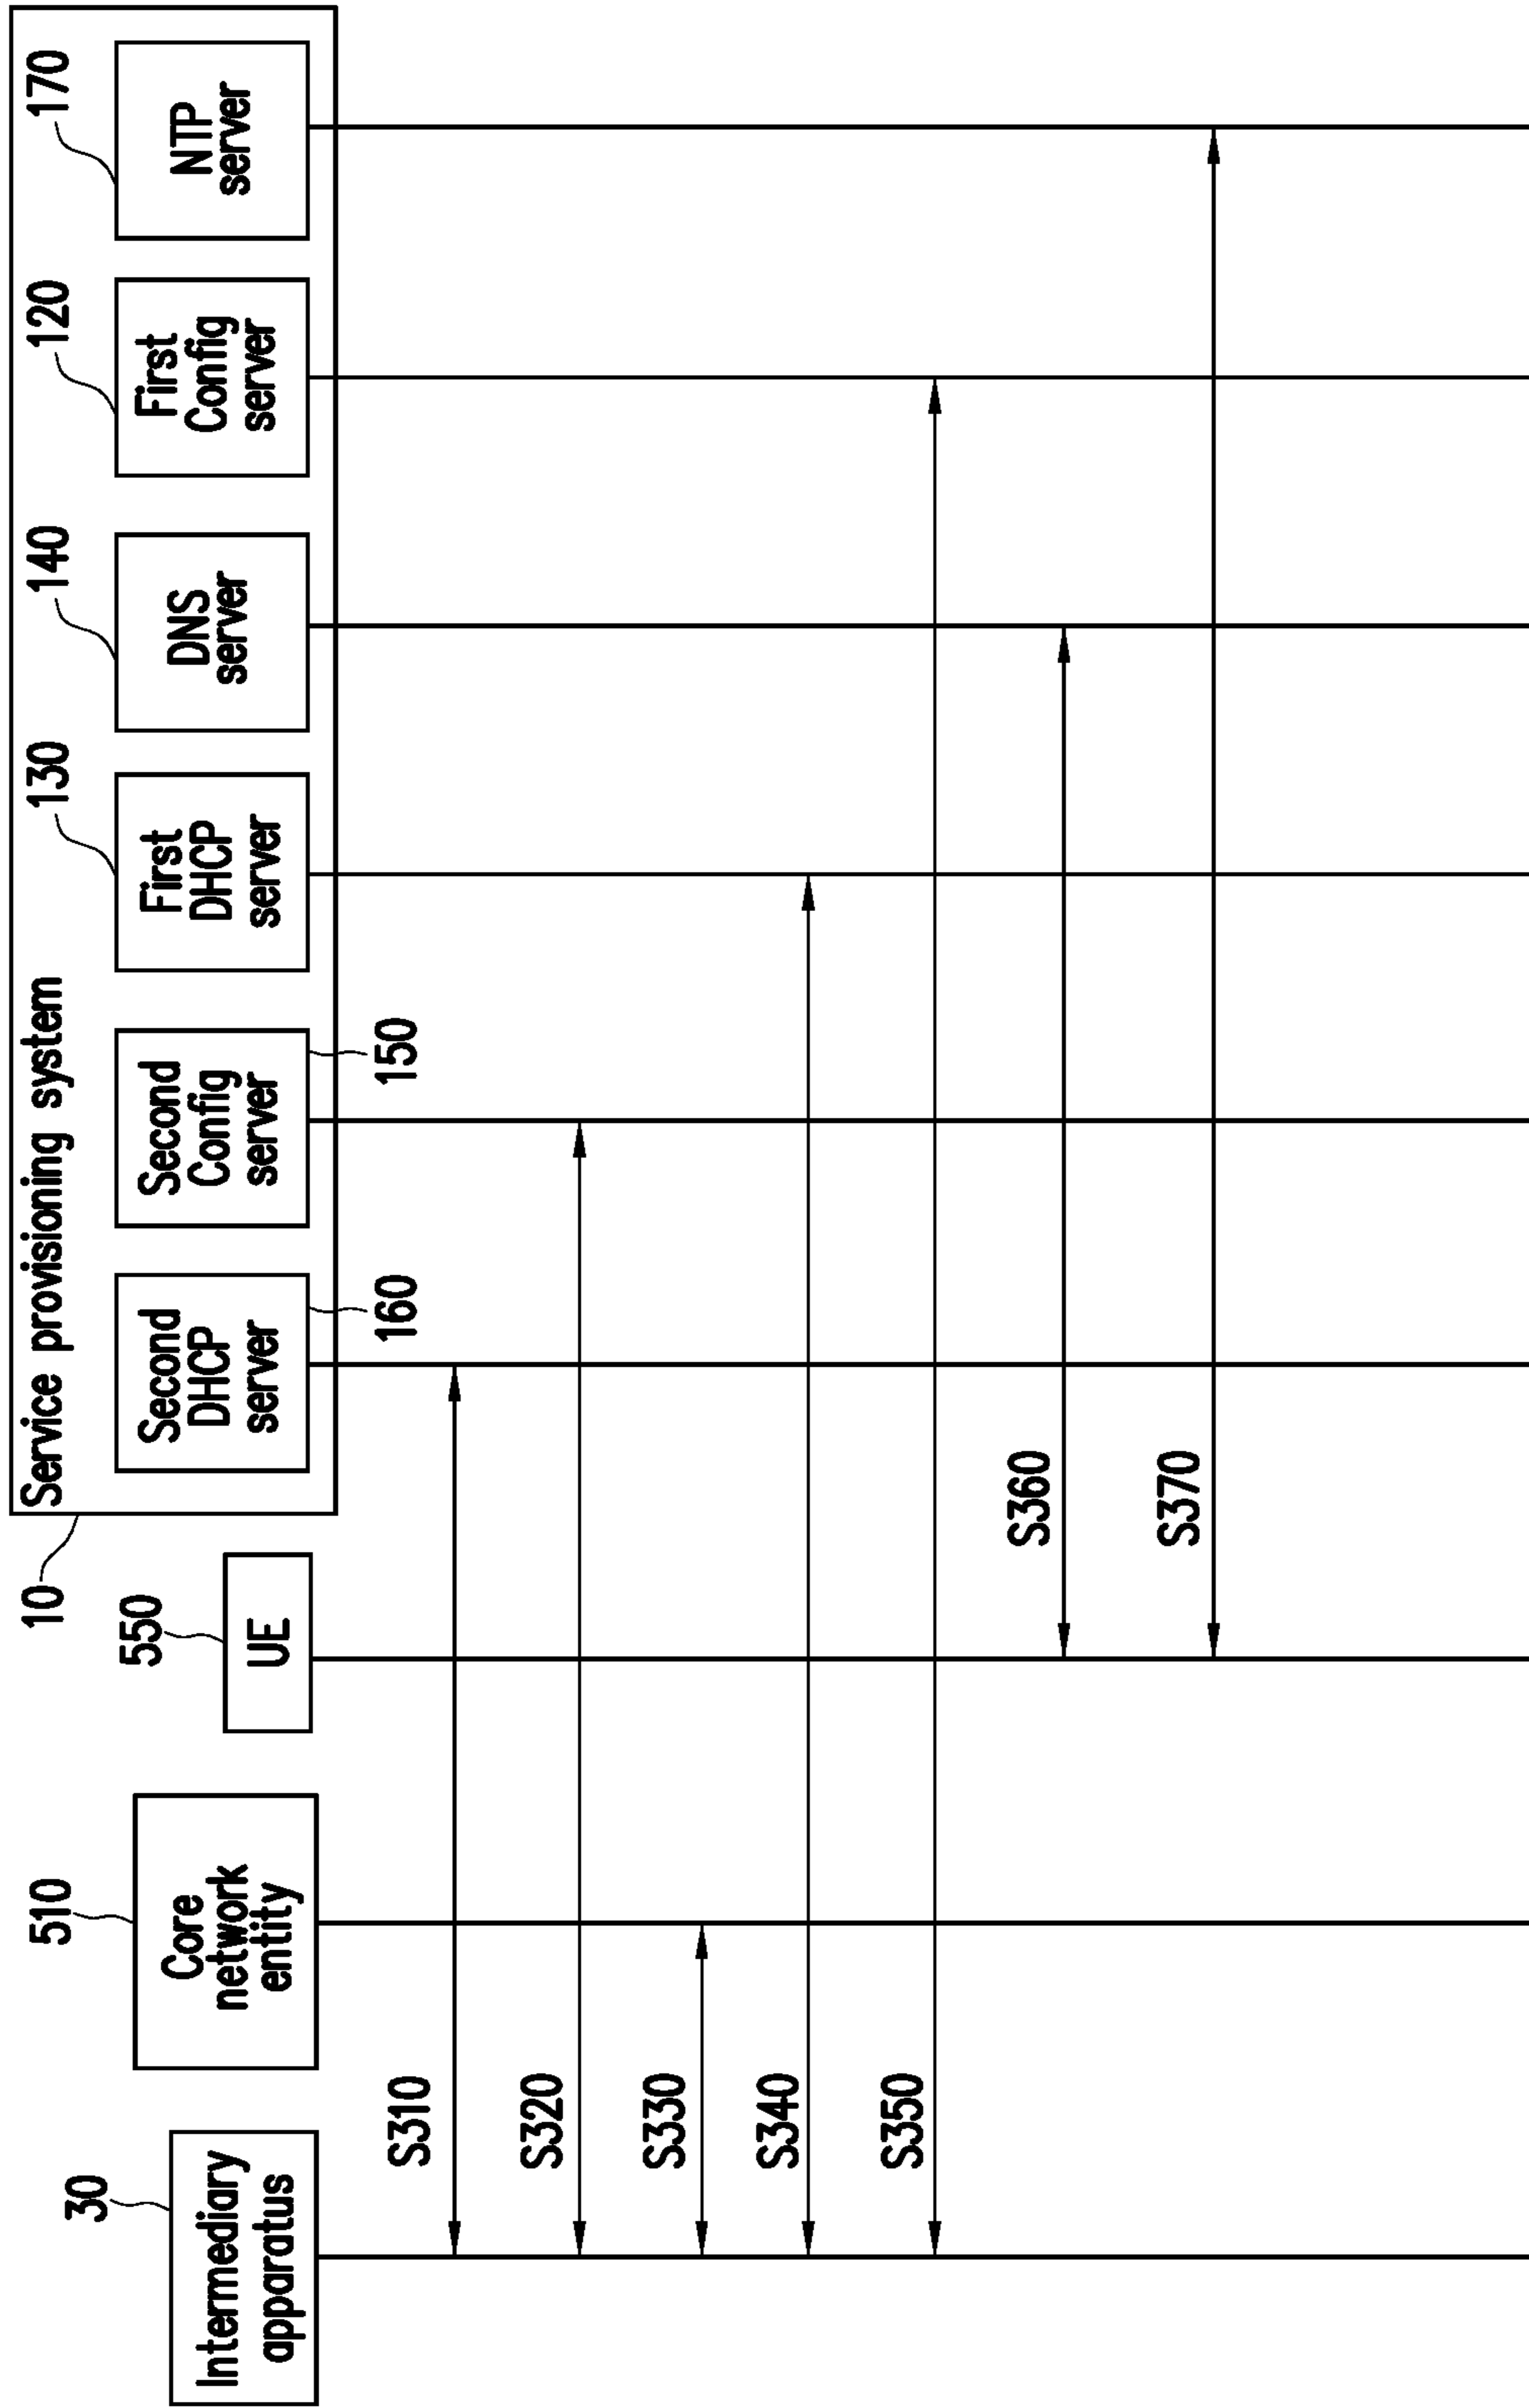 Service provisioning system
10
30
Intermediary
apparatus
510
Core
network
entity
550
UE
Second
DHCP
server
160
Second
Config
server
150
130
First
DHCP
server
140
DNS
server
120
First
Config
server
170
NTP
server
S310
S320
S330
S340
S350
S360
S370